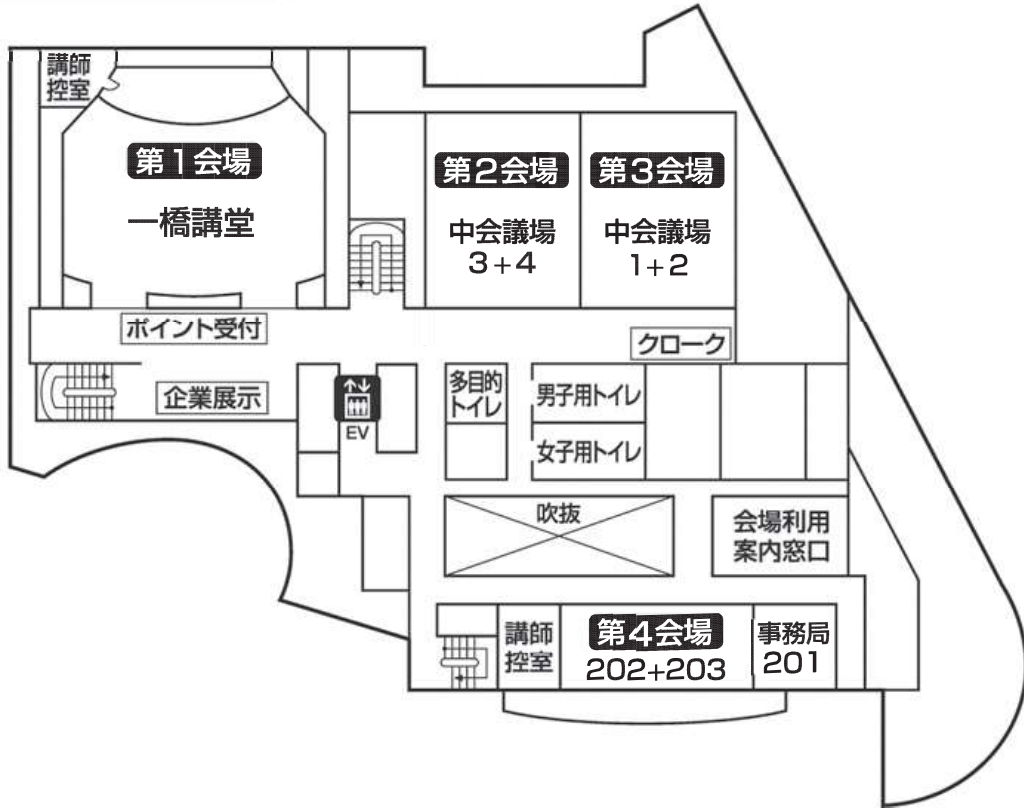 講師
控室
第1会場
一橋講堂
第2会場
中会議場
3+4
第3会場
中会議場
1+2
ポイント受付
クローク
企業展示
EV
多目的
トイレ
男子用トイレ
女子用トイレ
吹抜
会場利用
案内窓口
講師
控室
第4会場
202+203
事務局
201